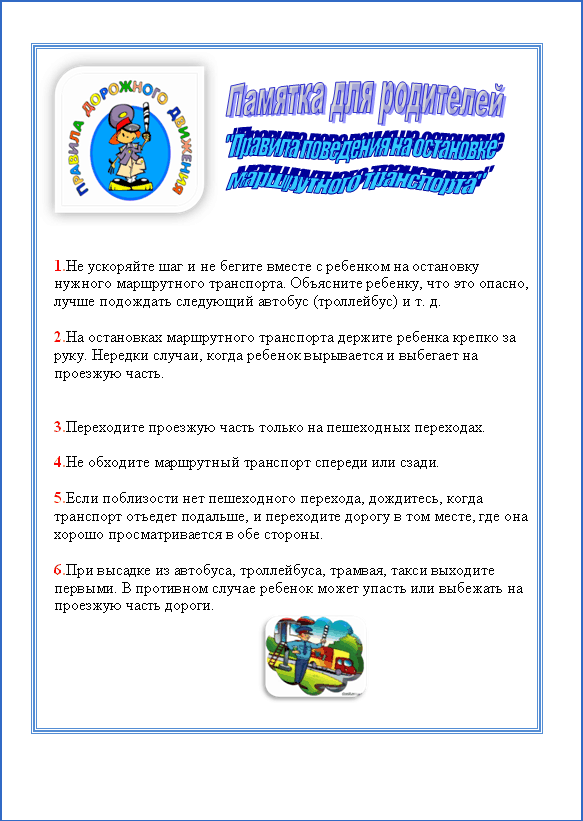 ПРАВИЛА ДОРОЖНОГО ДВИЖЕНИЯ
Памятка для родителей
"Правила поведения на остановке
маршрутного транспорта"
1.Не ускоряйте шаг и не бегите вместе с ребенком на остановку
нужного маршрутного транспорта. Объясните ребенку, что это опасно,
лучше подождать следующий автобус (троллейбус) и т. д.
2.На остановках маршрутного транспорта держите ребенка крепко за
руку. Нередки случаи, когда ребенок вырывается и выбегает на
проезжую часть.
3.Переходите проезжую часть только на пешеходных переходах.
4.Не обходите маршрутный транспорт спереди или сзади.
5.Если поблизости нет пешеходного перехода, дождитесь, когда
транспорт отъедет подальше, и переходите дорогу в том месте, где она
хорошо просматривается в обе стороны.
6.При высадке из автобуса, троллейбуса, трамвая, такси выходите
первыми. В противном случае ребенок может упасть или выбежать на
проезжую часть дороги.